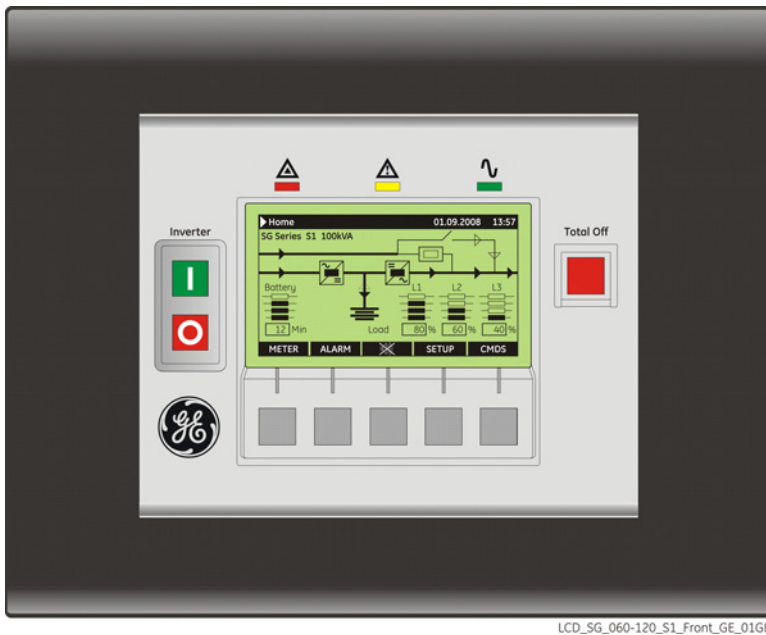 Home 01.09.2008 13:57
SG Series S1 100kVA
Inverter
Total Off
Battery L1 L2 L3
12 Min Load 80 % 60 % 40 %
METER ALARM SETUP CMDS
GE
LCD_SG_060-120_S1_Front_GE_01